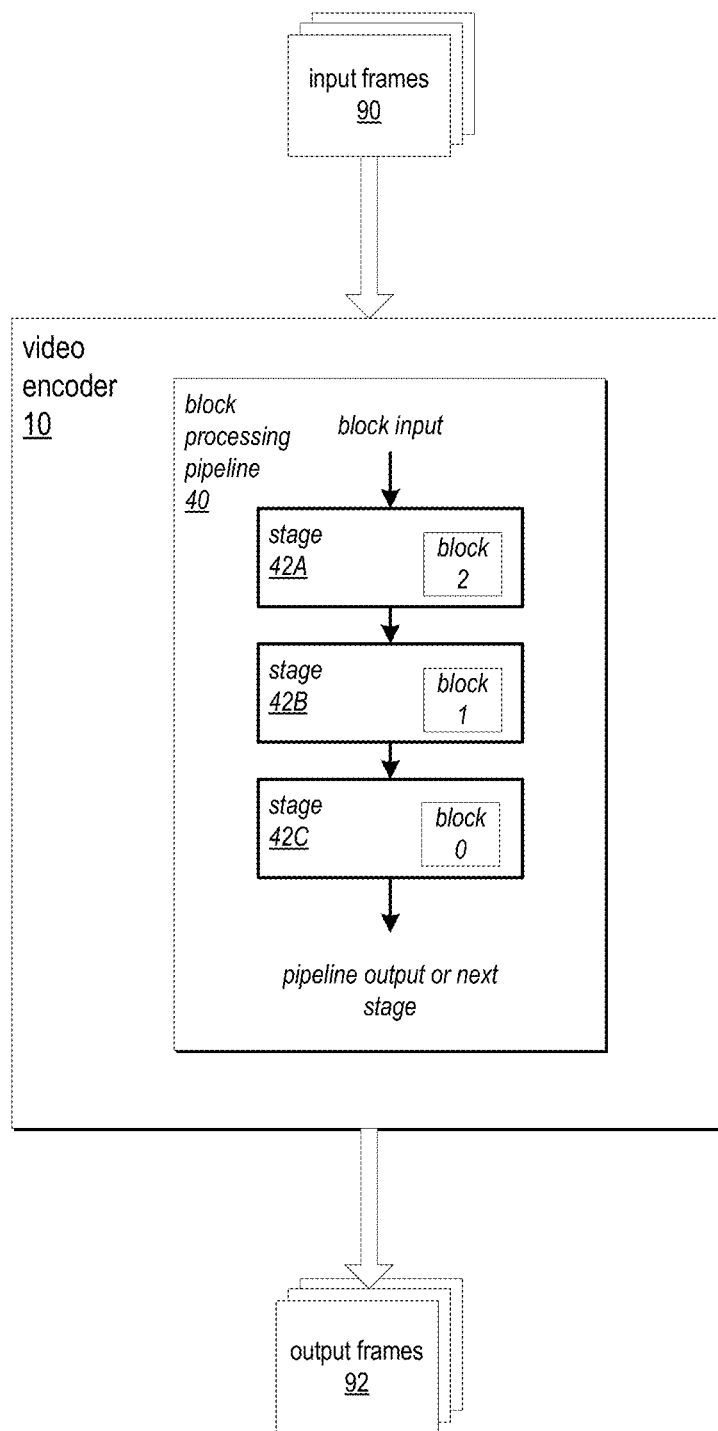 input frames
90
video
encoder
10
block
processing
pipeline
40
block input
stage
42A
block
2
stage
42B
block
1
stage
42C
block
0
pipeline output or next
stage
output frames
92